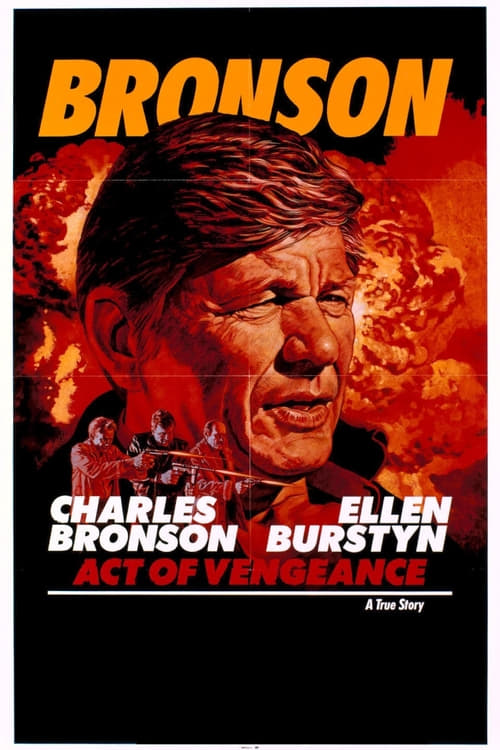 BRONSON
CHARLES ELLEN
BRONSON BURSTYN
ACT OF VENGEANCE
A True Story